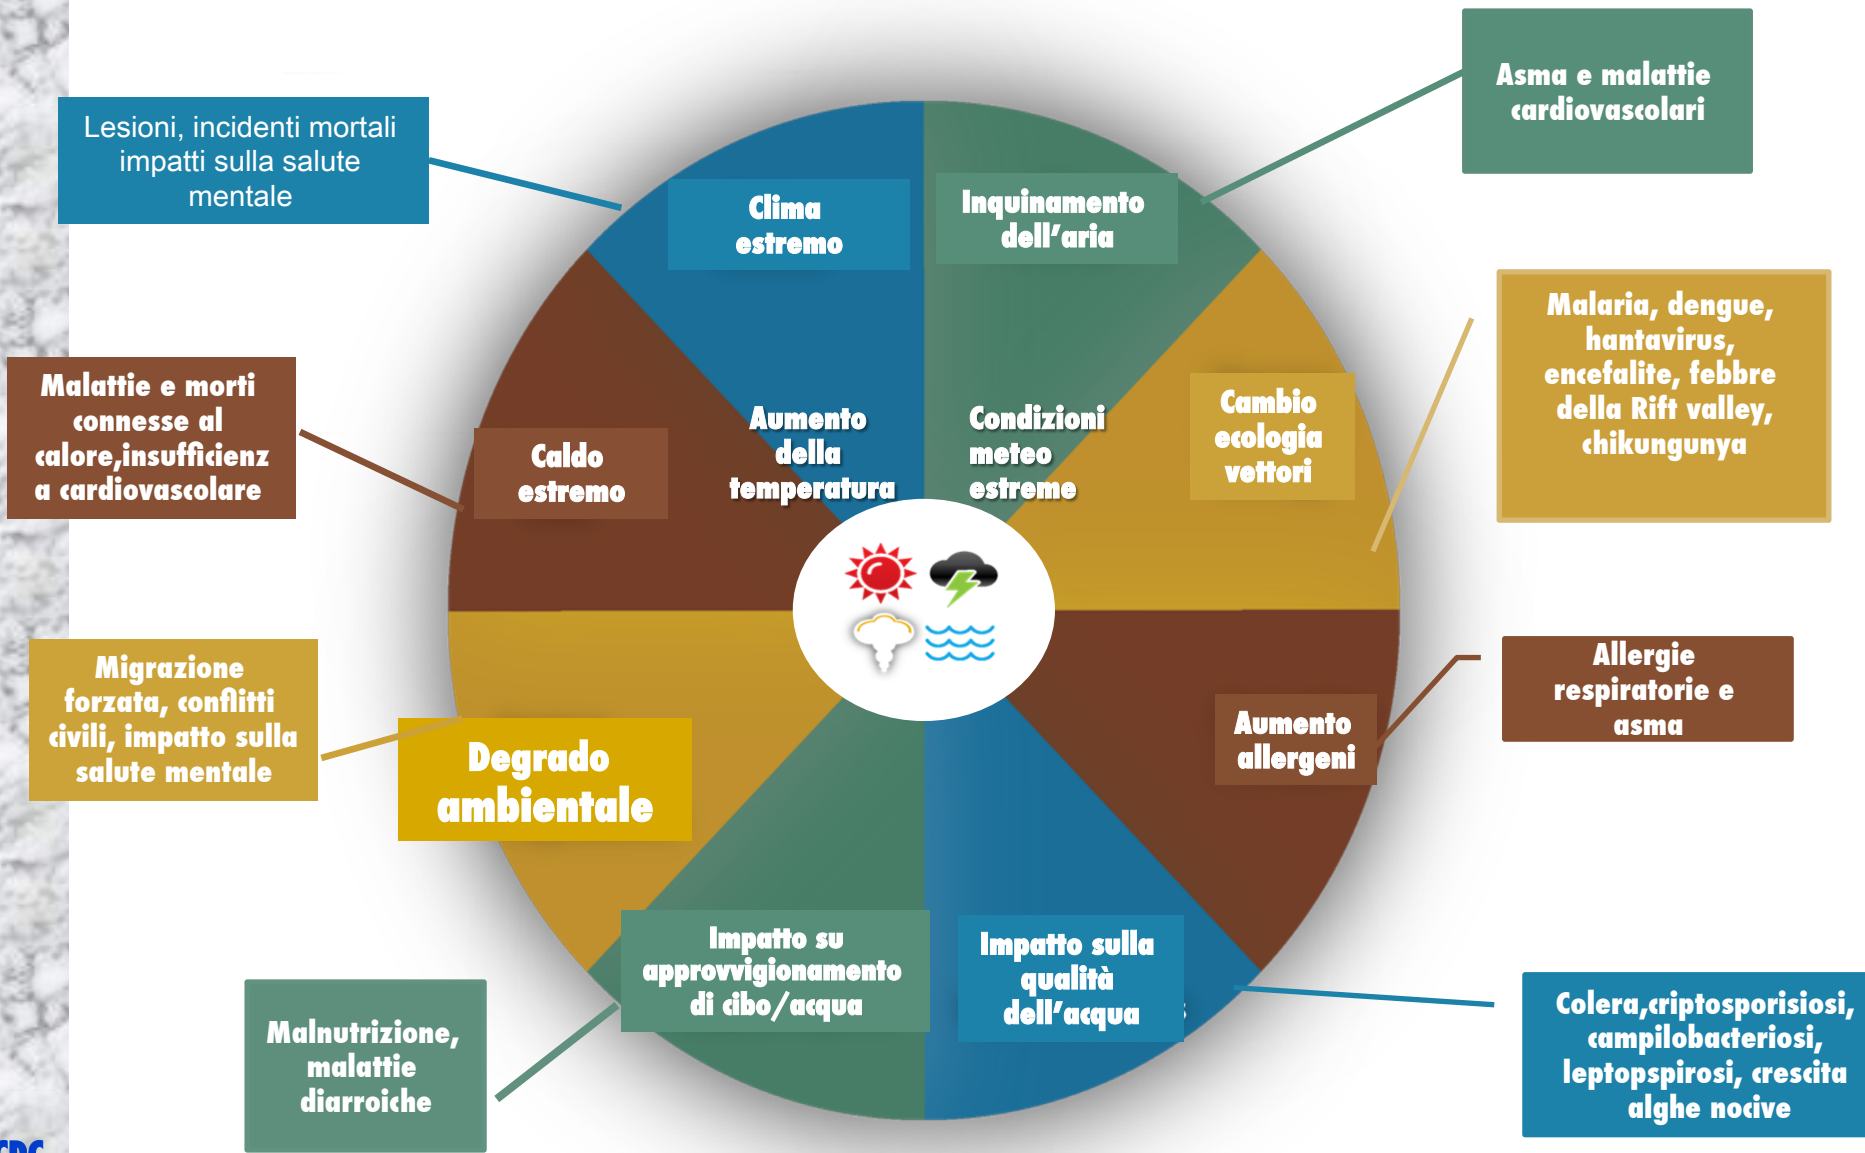 Lesioni, incidenti mortali
impatti sulla salute
mentale
Asma e malattie
cardiovascolari
Clima
estremo
Inquinamento
dell'aria
Malattie e morti
connesse al
calore,insufficienz
a cardiovascolare
Caldo
estremo
Aumento
della
temperatura
Condizioni
meteo
estreme
Cambio
ecologia
vettori
Malaria, dengue,
hantavirus,
encefalite, febbre
della Rift valley,
chikungunya
Migrazione
forzata, conflitti
civili, impatto sulla
salute mentale
Degrado
ambientale
Aumento
allergeni
Allergie
respiratorie e
asma
Impatto su
approvvigionamento
di cibo/acqua
Impatto sulla
qualità
dell'acqua
Malnutrizione,
malattie
diarroiche
Colera,criptosporisiosi,
campilobacteriosi,
leptopspirosi, crescita
alghe nocive
CDC